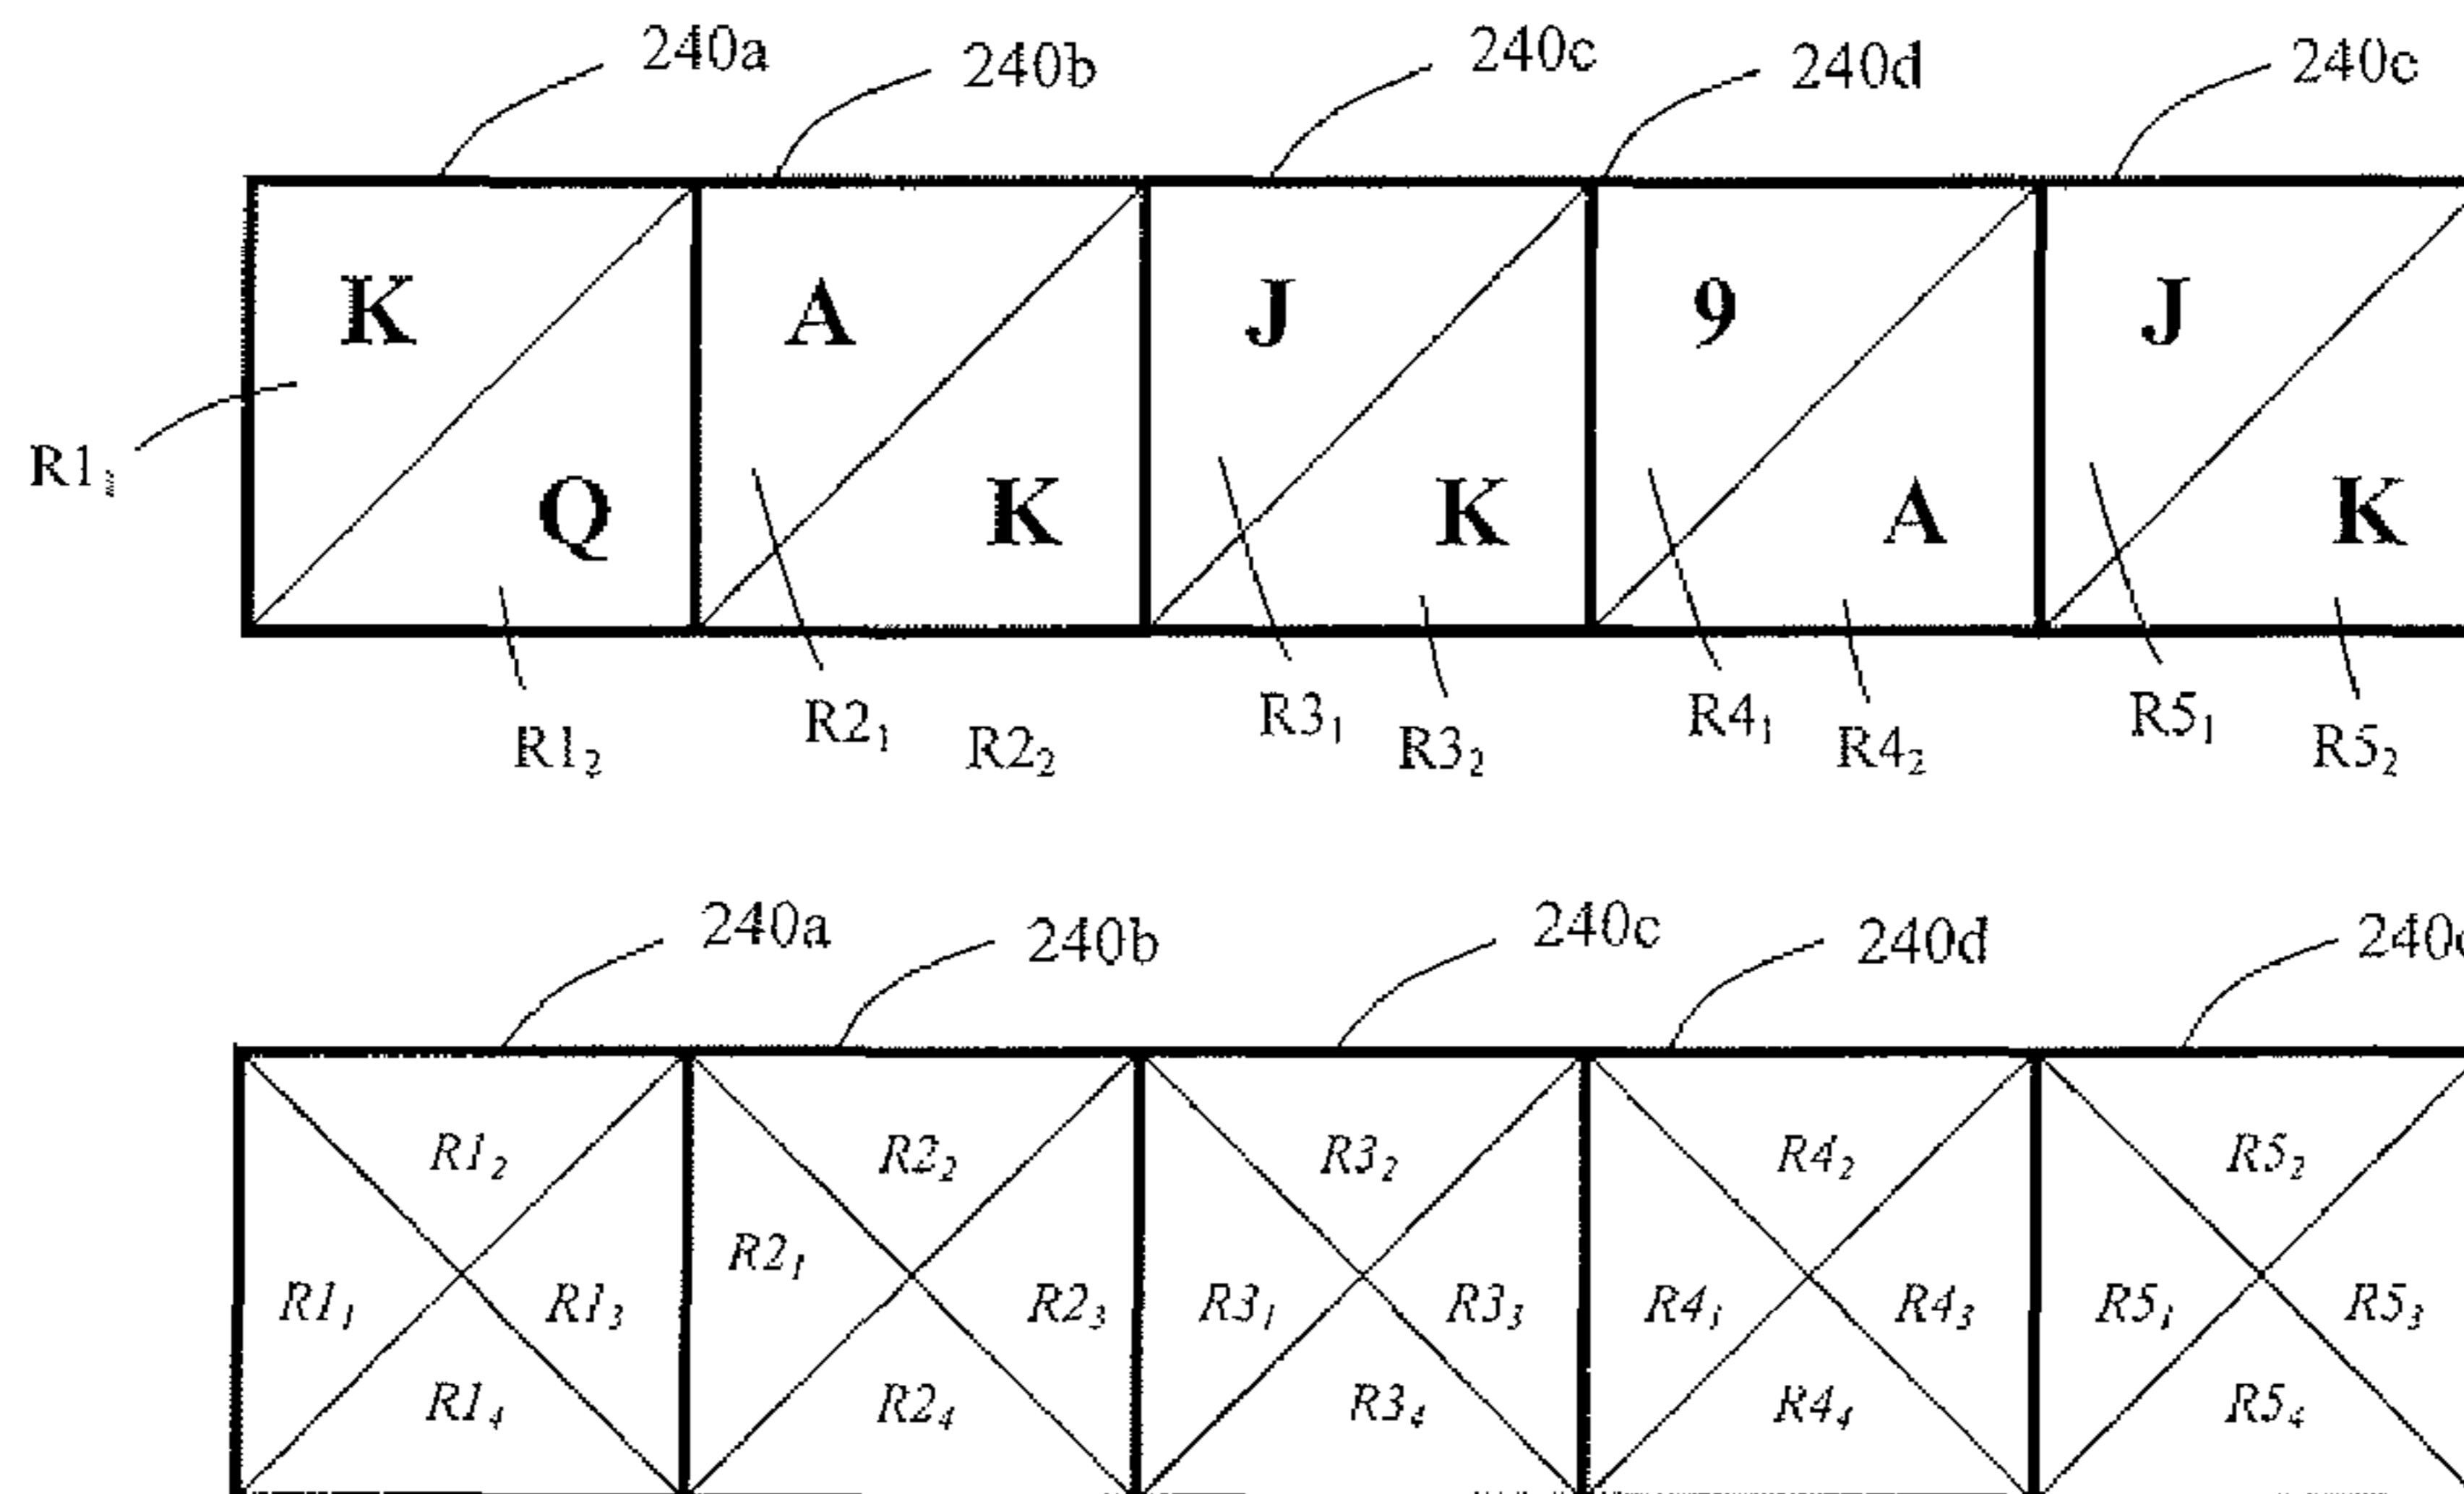 240a 240b 240c 240d 240e
K A J 9 J
R1₁
Q K K A K
R2₁ R3₁ R4₁ R5₁
R1₂ R2₂ R3₂ R4₂ R5₂
240a 240b 240c 240d
R1₂ R2₂ R3₂ R4₂ R5₂
R2₁
R1₁ R1₃ R2₃ R3₁ R3₃ R4₁ R4₃ R5₁ R5₃
R1₄ R2₄ R3₄ R4₄ R5₄